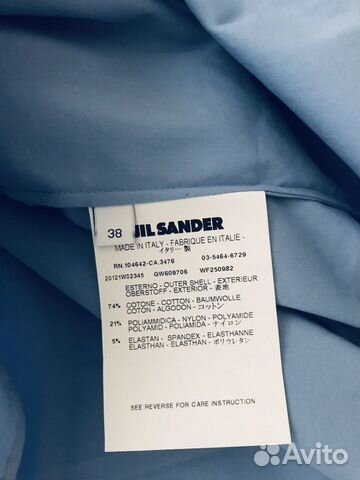 38
JIL SANDER
MADE IN ITALY - FABRIQUE EN ITALIE -
イタリー 製
RN.104642-CA.3476 03-5464-6729
20121W02345 GW609706 WF250982
ESTERNO - OUTER SHELL - EXTERIEUR
OBERSTOFF - EXTERIOR - 表地
74% COTONE - COTTON - BAUMWOLLE
COTON - ALGODON - コットン
21% POLIAMMIDICA - NYLON - POLYAMIDE
POLYAMID - POLIAMIDA - ナイロン
5% ELASTAN - SPANDEX - ELASTHANNE
ELASTHAN - ELASTÁN - ポリウレタン
SEE REVERSE FOR CARE INSTRUCTION
Avito